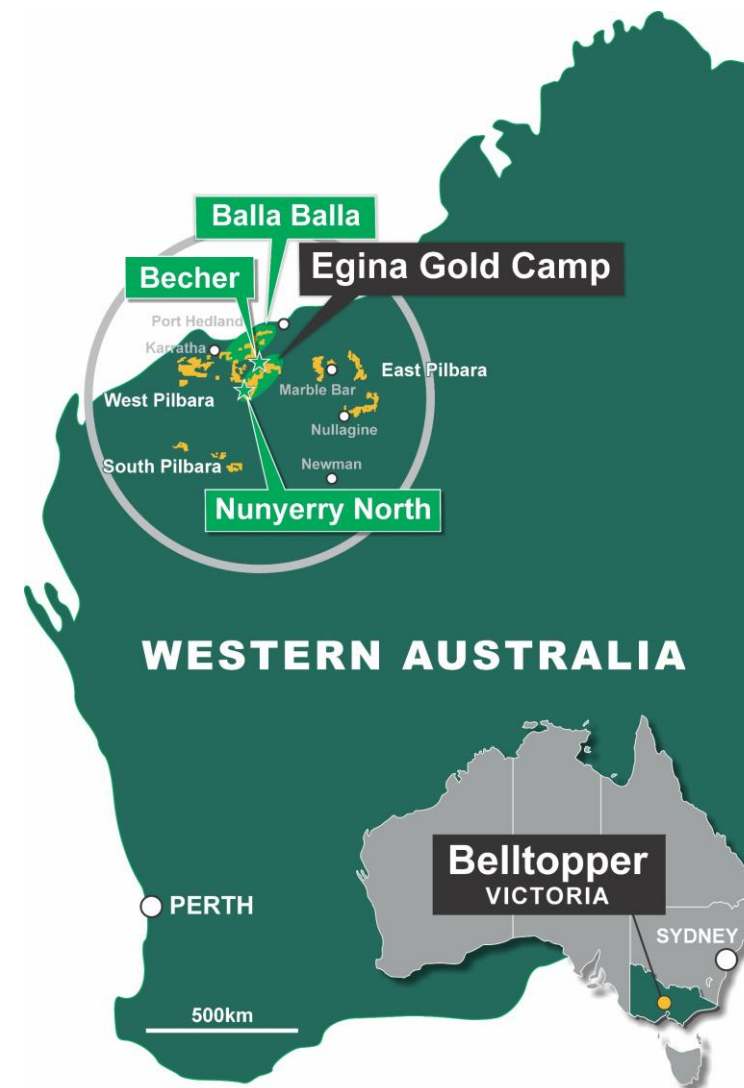 Balla Balla
Becher
Egina Gold Camp
Port Hedland
Karratha
East Pilbara
West Pilbara
Marble Bar
Nullagine
South Pilbara
Newman
Nunyerry North
WESTERN AUSTRALIA
Belltopper
VICTORIA
PERTH
SYDNEY
500km